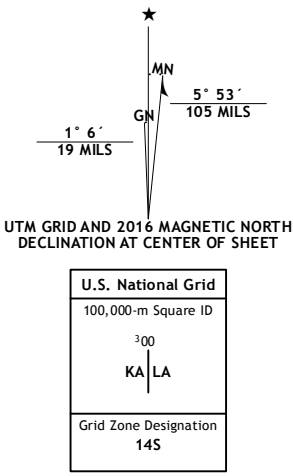 ★
MN
GN
5° 53´
105 MILS
1° 6´
19 MILS
UTM GRID AND 2016 MAGNETIC NORTH
DECLINATION AT CENTER OF SHEET
U.S. National Grid
100,000-m Square ID
³00
KA LA
Grid Zone Designation
14S